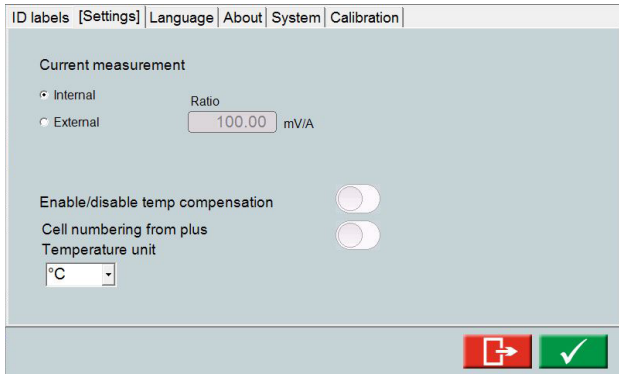 ID labels [Settings] Language About System Calibration
Current measurement
Internal
Ratio
External 100.00 mV/A
Enable/disable temp compensation
Cell numbering from plus
Temperature unit
°C